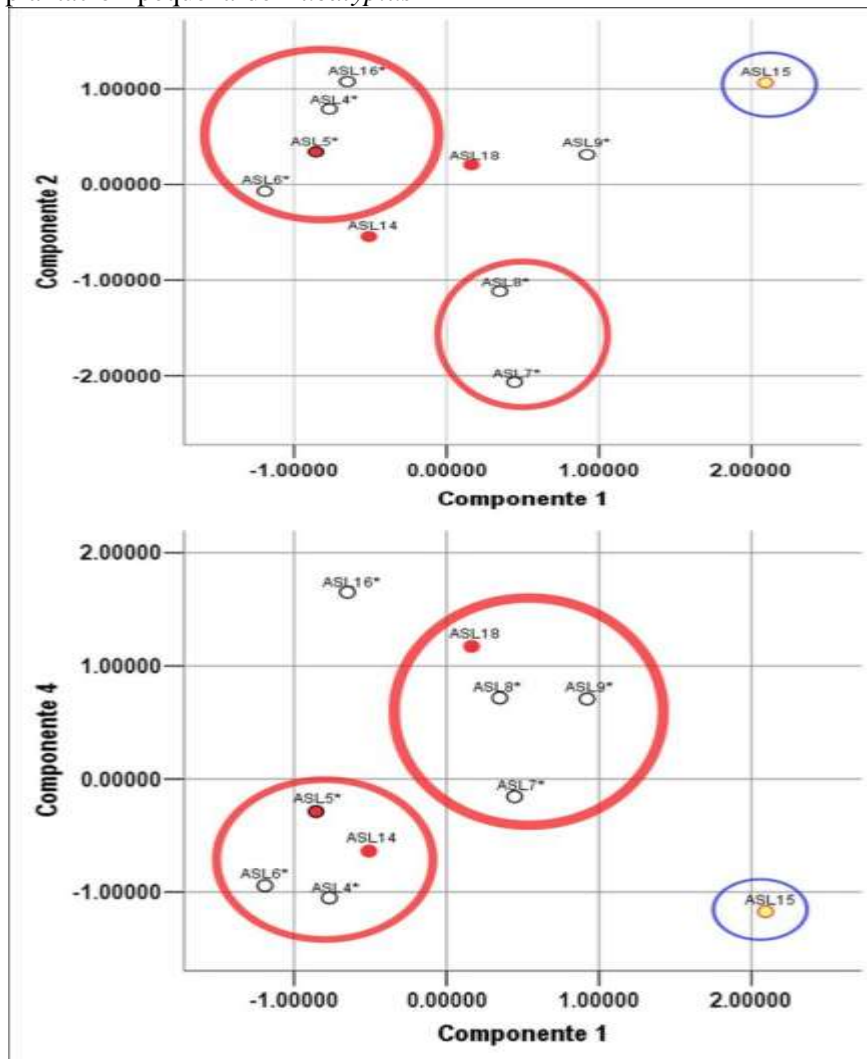 1.00000
0.00000
-1.00000
-2.00000
Componente 2
ASL16*
ASL4*
ASL5*
ASL6*
ASL14
ASL18
ASL9*
ASL15
ASL8*
ASL7*
-1.00000 0.00000 1.00000 2.00000
Componente 1
2.00000
1.00000
0.00000
-1.00000
Componente 4
ASL16*
ASL18
ASL8* ASL9*
ASL7*
ASL5*
ASL14
ASL6*
ASL4*
ASL15
-1.00000 0.00000 1.00000 2.00000
Componente 1